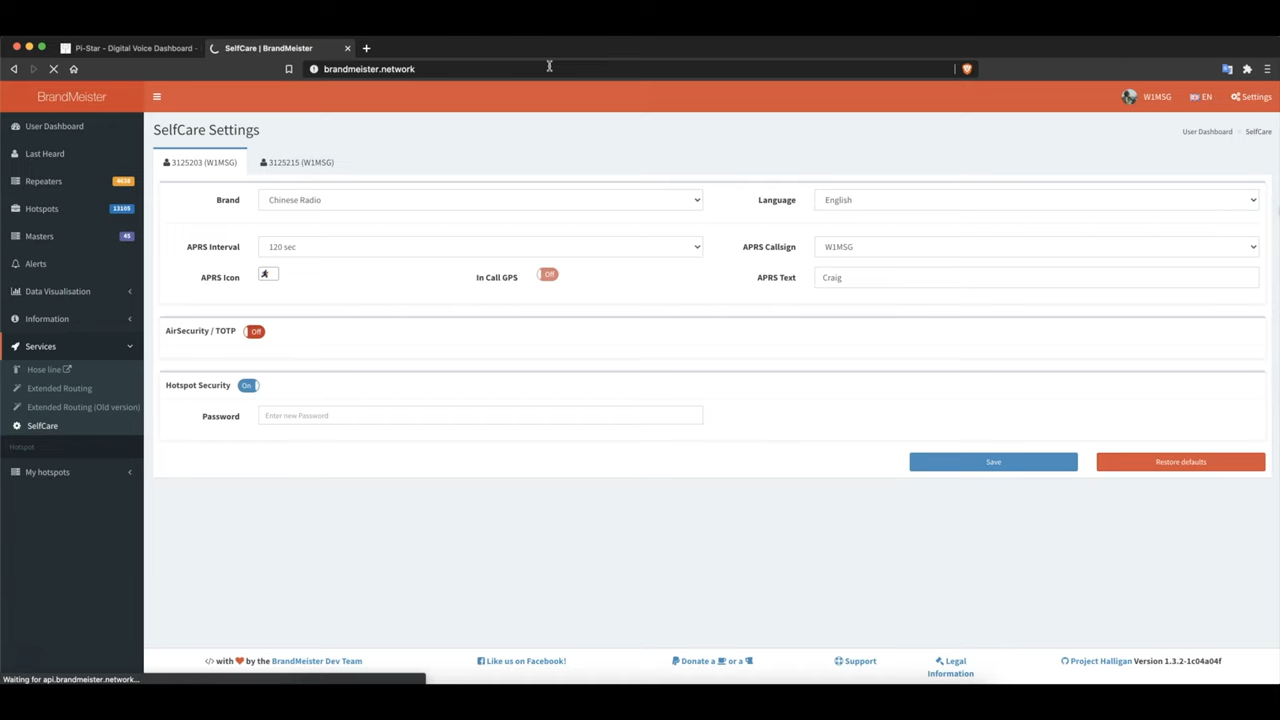 Pi-Star - Digital Voice Dashboard -
SelfCare | BrandMeister
brandmeister.network
BrandMeister
W1MSG
EN
Settings
User Dashboard
Last Heard
Repeaters 4638
Hotspots 13105
Masters 45
Alerts
Data Visualisation
Information
Services
Hose line
Extended Routing
Extended Routing (Old version)
SelfCare
Hotspot
My hotspots
SelfCare Settings
User Dashboard
SelfCare
3125203 (W1MSG)
3125215 (W1MSG)
Brand Chinese Radio
Language English
APRS Interval 120 sec
APRS Callsign W1MSG
APRS Icon
In Call GPS Off
APRS Text Craig
AirSecurity / TOTP Off
Hotspot Security On
Password Enter new Password
Save
Restore defaults
</> with ❤ by the BrandMeister Dev Team
Like us on Facebook!
Donate a or a
Support
Legal
Information
Project Halligan Version 1.3.2-1c04a04f
Waiting for api.brandmeister.network...